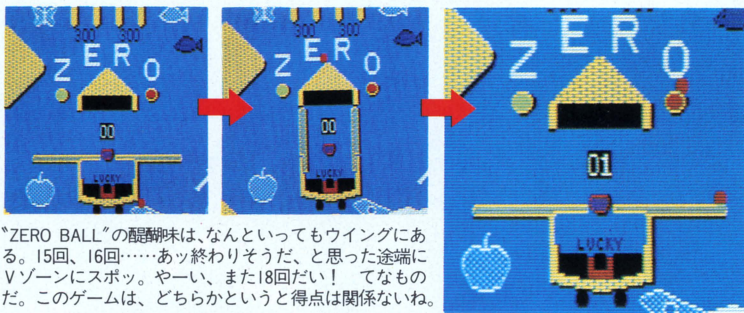 300 300
ZERO
00
LUCKY
300 300
ZERO
00
LUCKY
ZERO
01
LUCKY
"ZERO BALL"の醍醐味は、なんといってもウイングにあ
る。15回、16回……あッ終わりそうだ、と思った途端に
Vゾーンにスポッ。やーい、また18回だい！　てなもの
だ。このゲームは、どちらかというと得点は関係ないね。